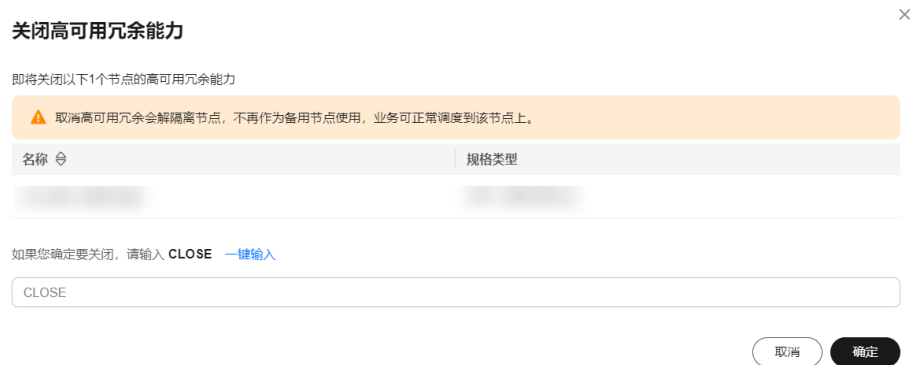 关闭高可用冗余能力
即将关闭以下1个节点的高可用冗余能力
取消高可用冗余会解隔离节点，不再作为备用节点使用，业务可正常调度到该节点上。
名称 规格类型
如果您确定要关闭，请输入 CLOSE 一键输入
CLOSE
取消 确定